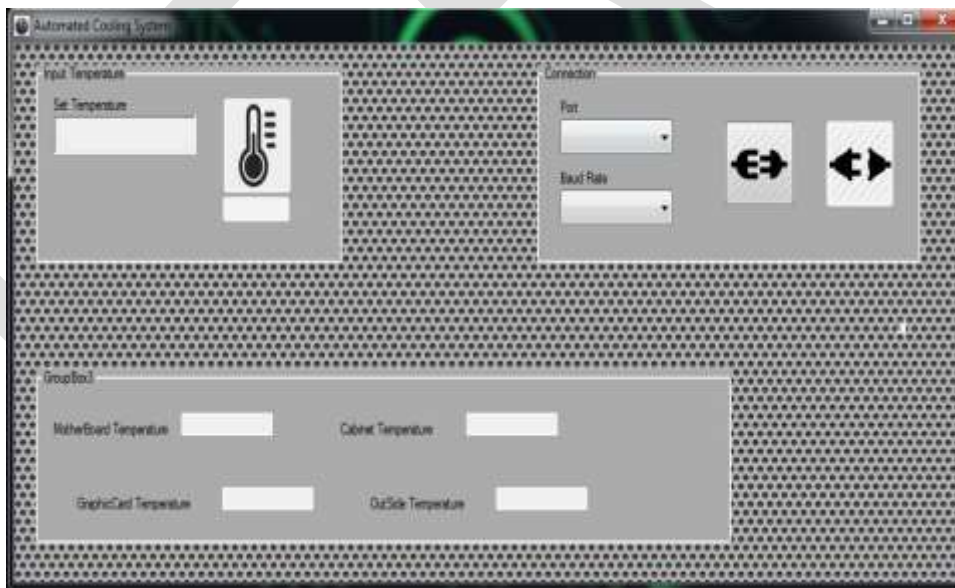 Automated Cooling System
Input Temperature
Set Temperature
Connection
Port
Baud Rate
GroupBox3
MotherBoard Temperature
Cabinet Temperature
GraphicCard Temperature
OutSide Temperature